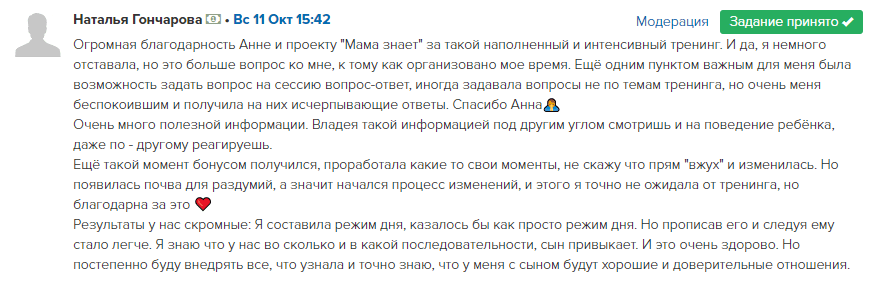 Наталья Гончарова • Вс 11 Окт 15:42
Модерация
Задание принято
Огромная благодарность Анне и проекту "Мама знает" за такой наполненный и интенсивный тренинг. И да, я немного
отставала, но это больше вопрос ко мне, к тому как организовано мое время. Ещё одним пунктом важным для меня была
возможность задать вопрос на сессию вопрос-ответ, иногда задавала вопросы не по темам тренинга, но очень меня
беспокоившим и получила на них исчерпывающие ответы. Спасибо Анна🤱
Очень много полезной информации. Владея такой информацией под другим углом смотришь и на поведение ребёнка,
даже по - другому реагируешь.
Ещё такой момент бонусом получился, проработала какие то свои моменты, не скажу что прям "вжух" и изменилась. Но
появилась почва для раздумий, а значит начался процесс изменений, и этого я точно не ожидала от тренинга, но
благодарна за это ❤
Результаты у нас скромные: Я составила режим дня, казалось бы как просто режим дня. Но прописав его и следуя ему
стало легче. Я знаю что у нас во сколько и в какой последовательности, сын привыкает. И это очень здорово. Но
постепенно буду внедрять все, что узнала и точно знаю, что у меня с сыном будут хорошие и доверительные отношения.